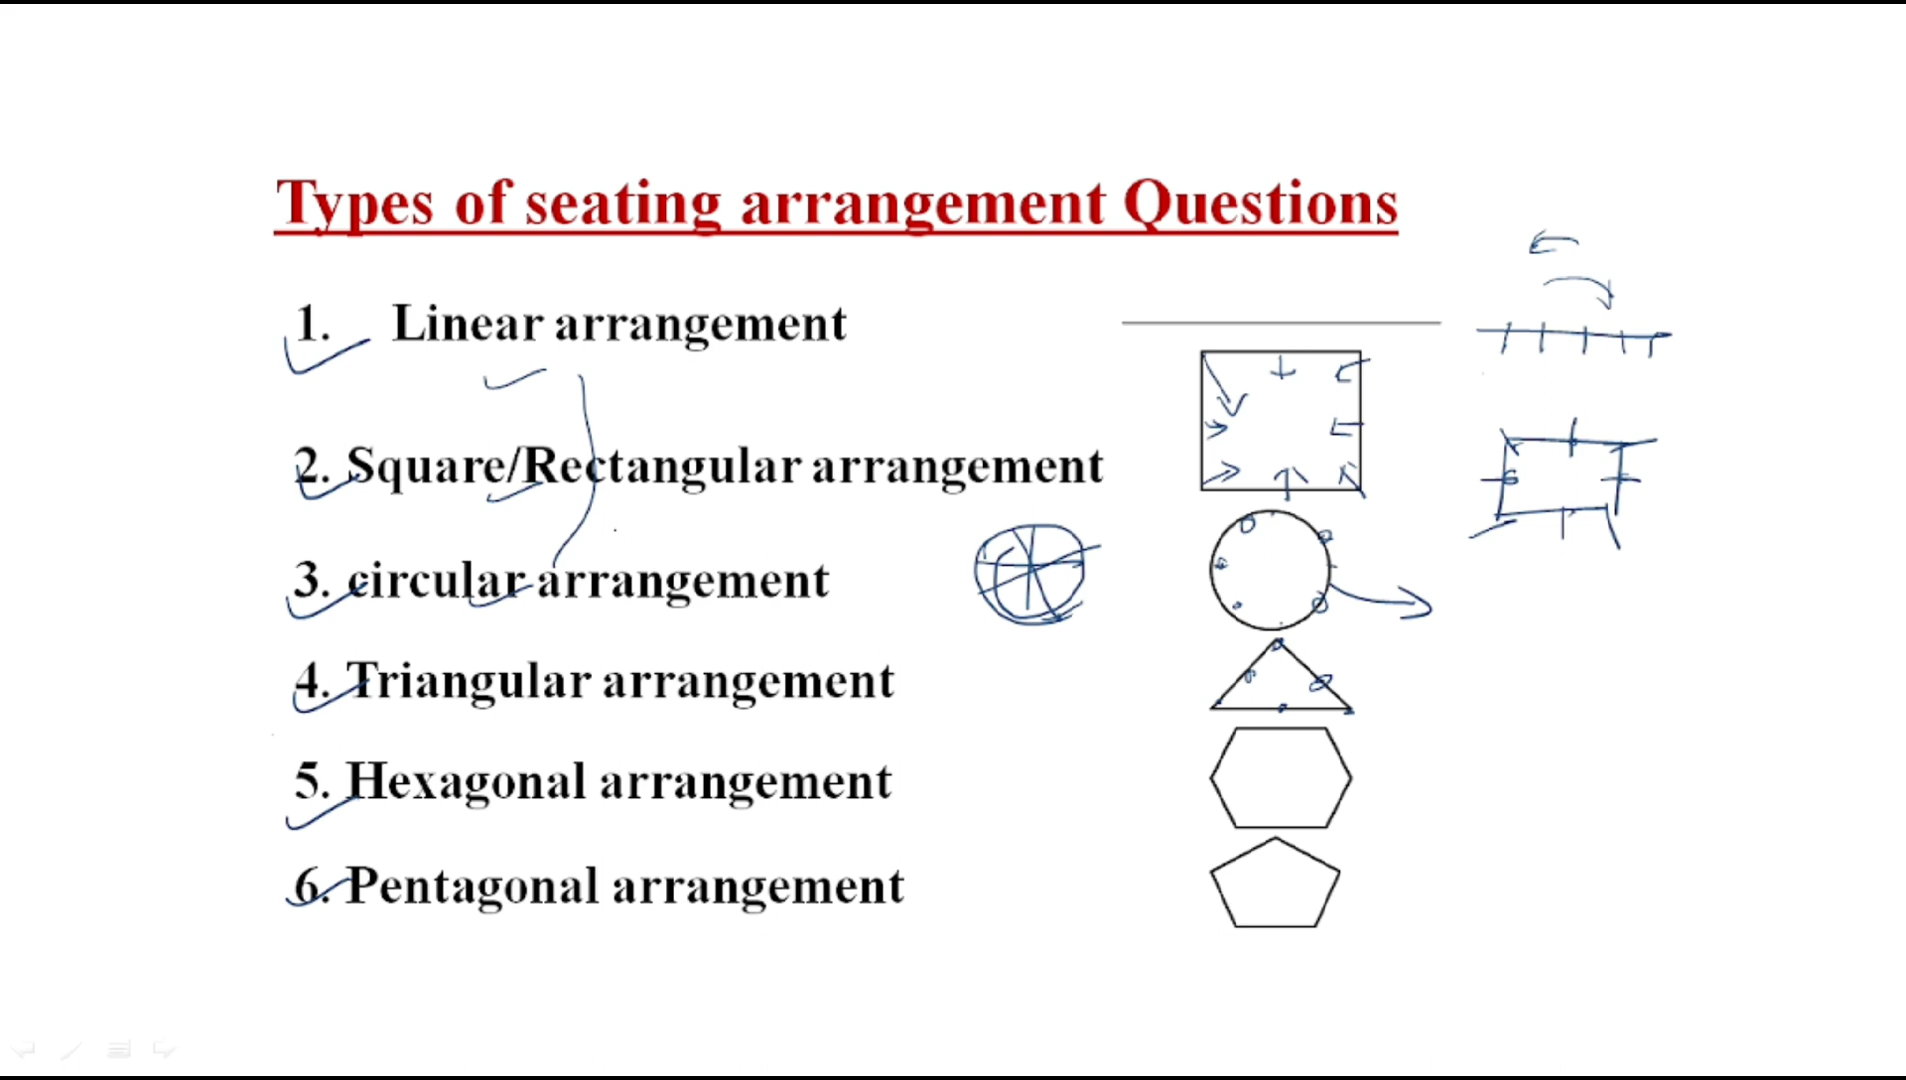 Types of seating arrangement Questions
1. Linear arrangement
2. Square/Rectangular arrangement
3. circular arrangement
4. Triangular arrangement
5. Hexagonal arrangement
6. Pentagonal arrangement